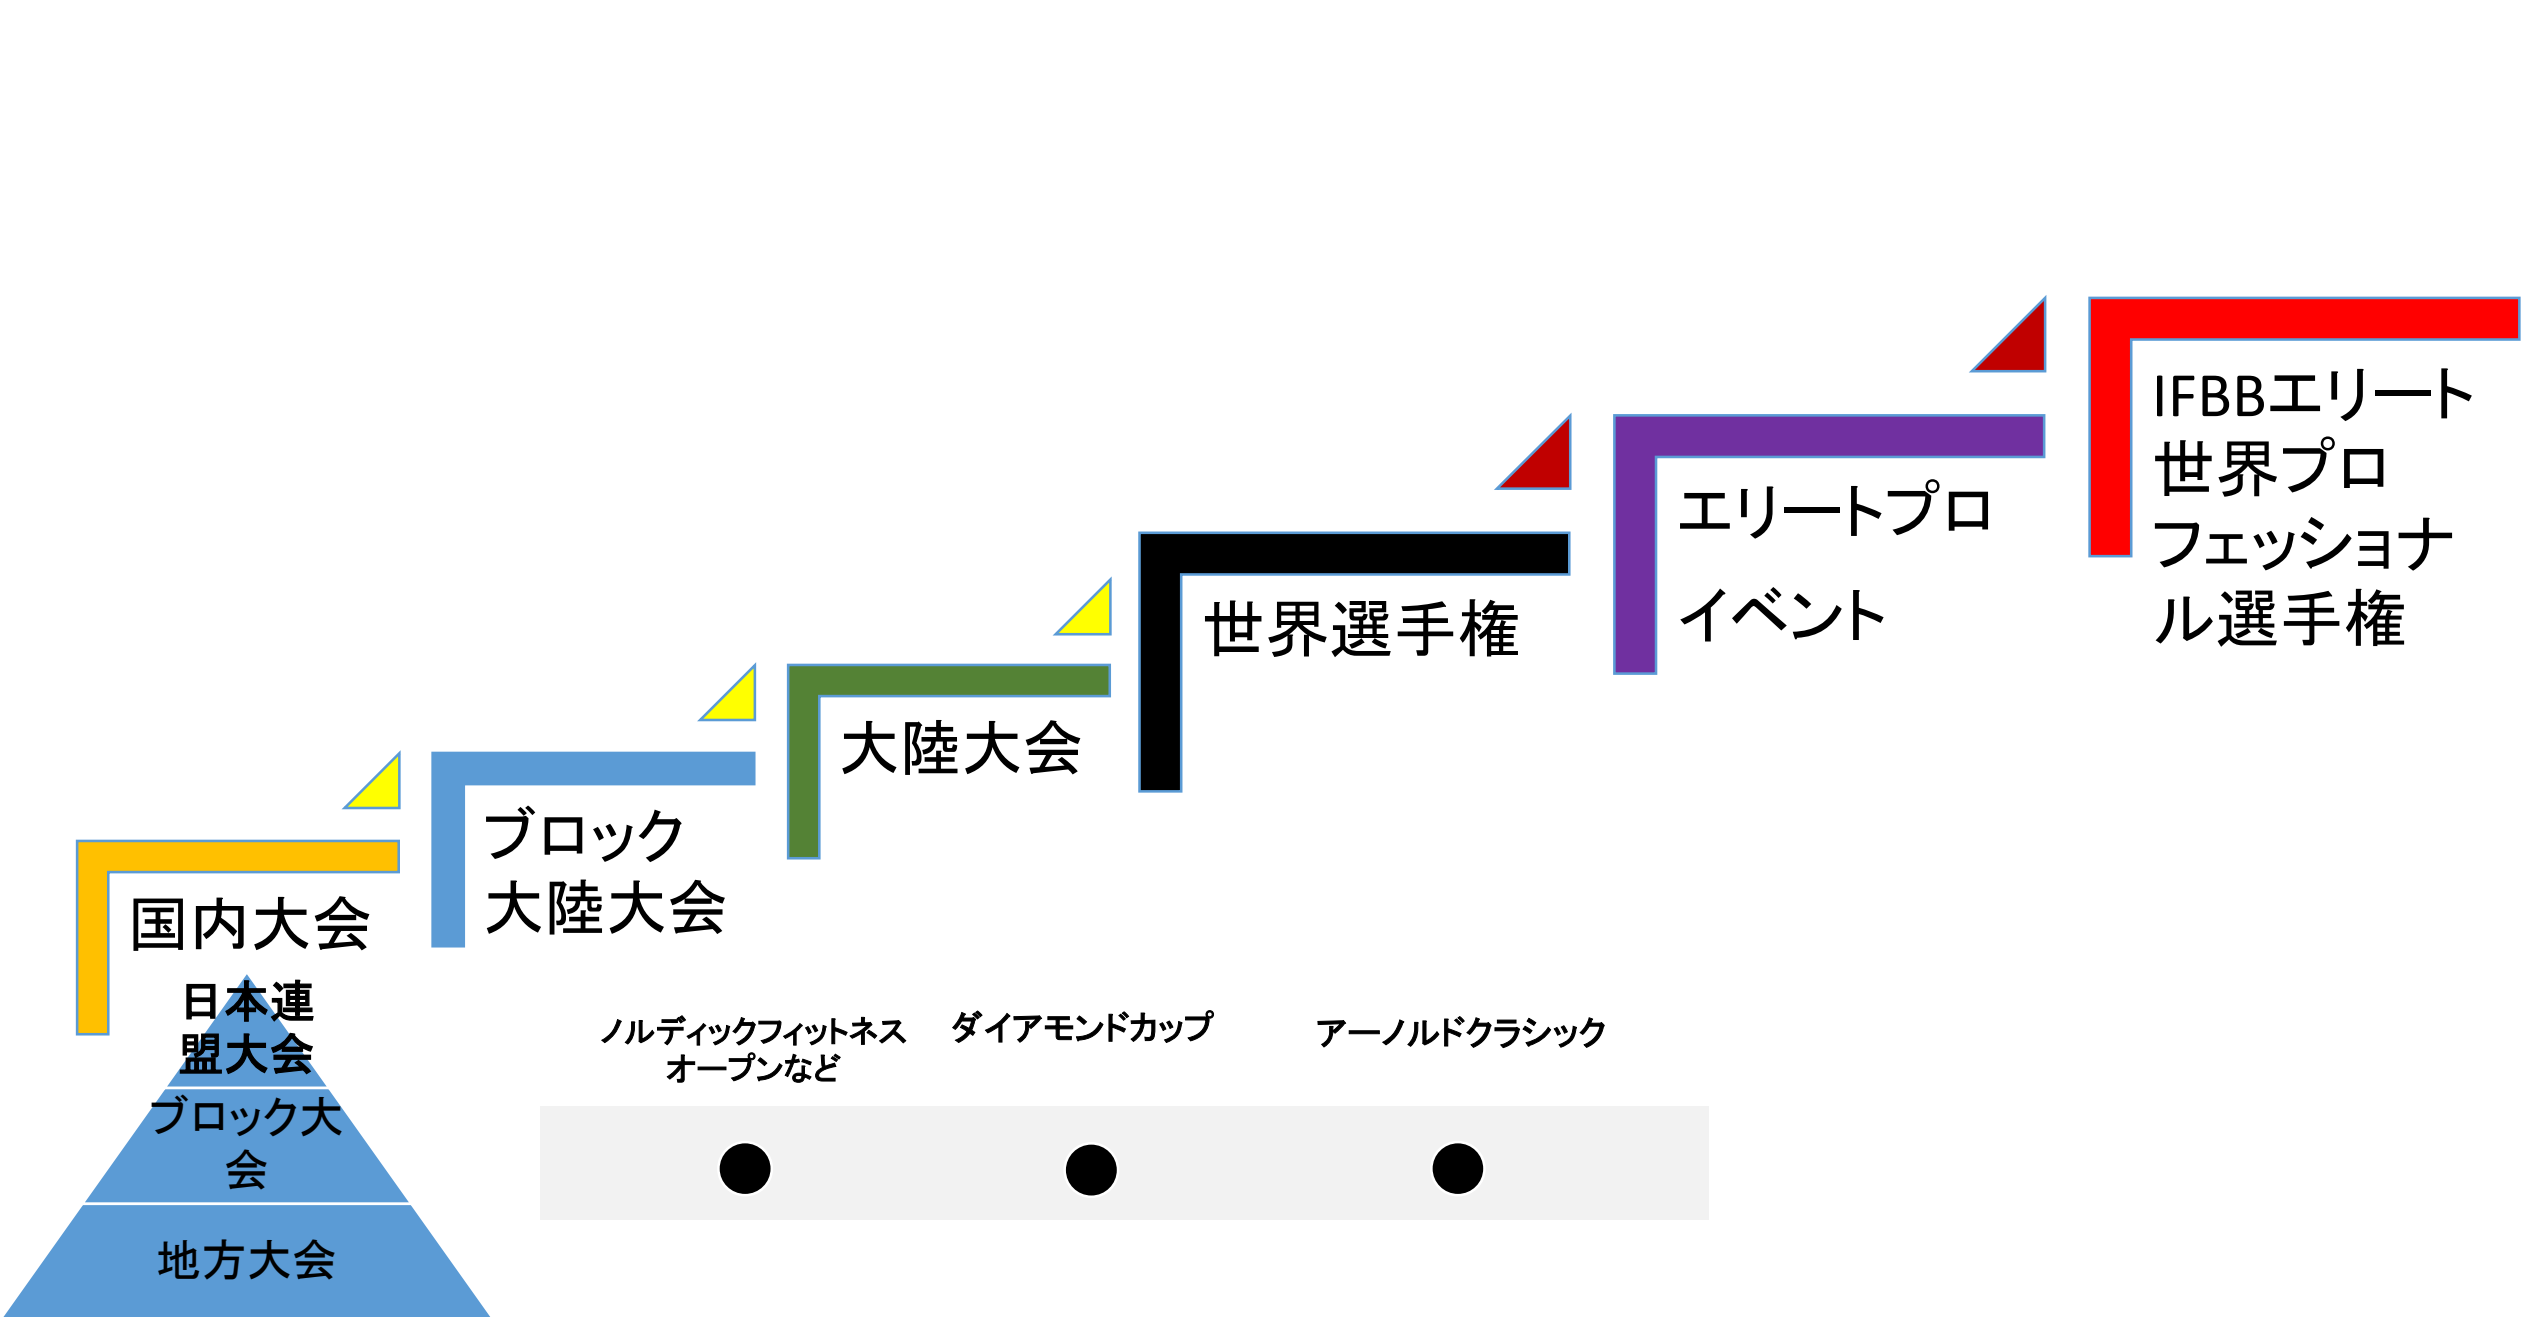 IFBBエリート
世界プロ
フェッショナ
ル選手権
エリートプロ
イベント
世界選手権
大陸大会
ブロック
大陸大会
国内大会
日本連
盟大会
ブロック大
会
地方大会
ノルディックフィットネス
オープンなど
ダイアモンドカップ
アーノルドクラシック